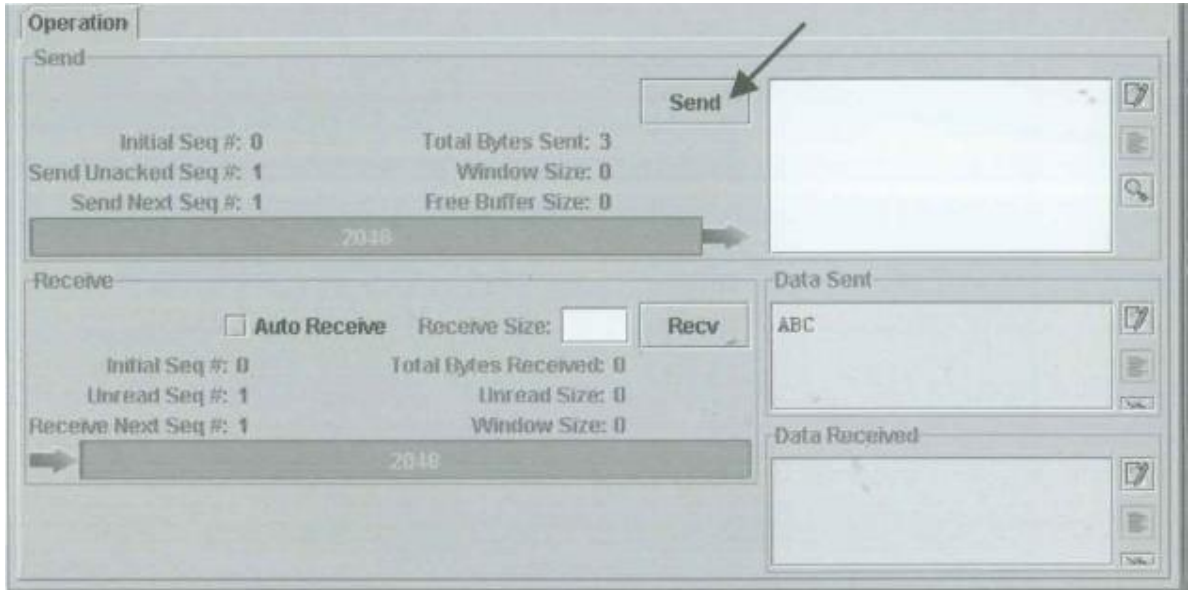 Operation
Send
Send
Initial Seq #: 0 Total Bytes Sent: 3
Send Unacked Seq #: 1 Window Size: 0
Send Next Seq #: 1 Free Buffer Size: 0
2048
Receive
Auto Receive Receive Size: Recv
Initial Seq #: 0 Total Bytes Received: 0
Unread Seq #: 1 Unread Size: 0
Receive Next Seq #: 1 Window Size: 0
2048
Data Sent
ABC
Data Received